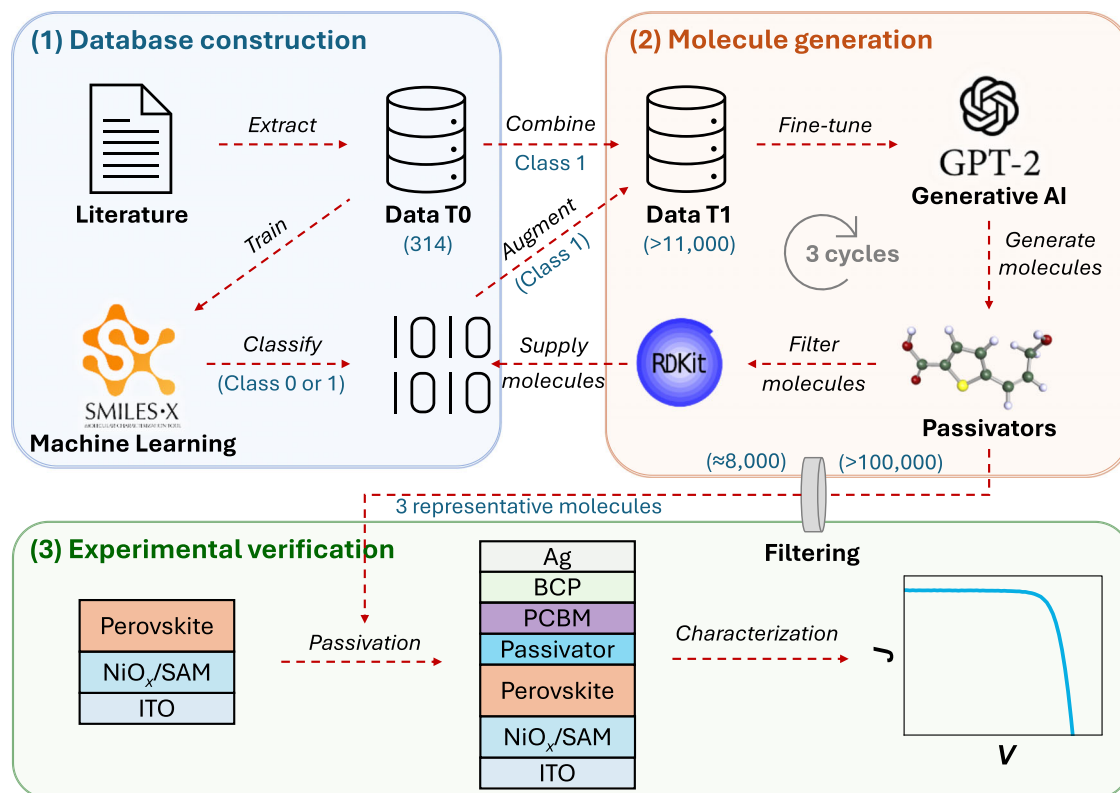 (1) Database construction
Literature
Extract
Data T0
(314)
Combine
Class 1
Train
Augment
(Class 1)
SMILES·X
Machine Learning
Classify
(Class 0 or 1)
1010
1010
Supply
molecules
(2) Molecule generation
Data T1
(>11,000)
Fine-tune
GPT-2
Generative AI
3 cycles
Generate
molecules
RDKit
Filter
molecules
Passivators
(≈8,000)
(>100,000)
3 representative molecules
Filtering
(3) Experimental verification
Perovskite
NiOx/SAM
ITO
Passivation
Ag
BCP
PCBM
Passivator
Perovskite
NiOx/SAM
ITO
Characterization
J
V